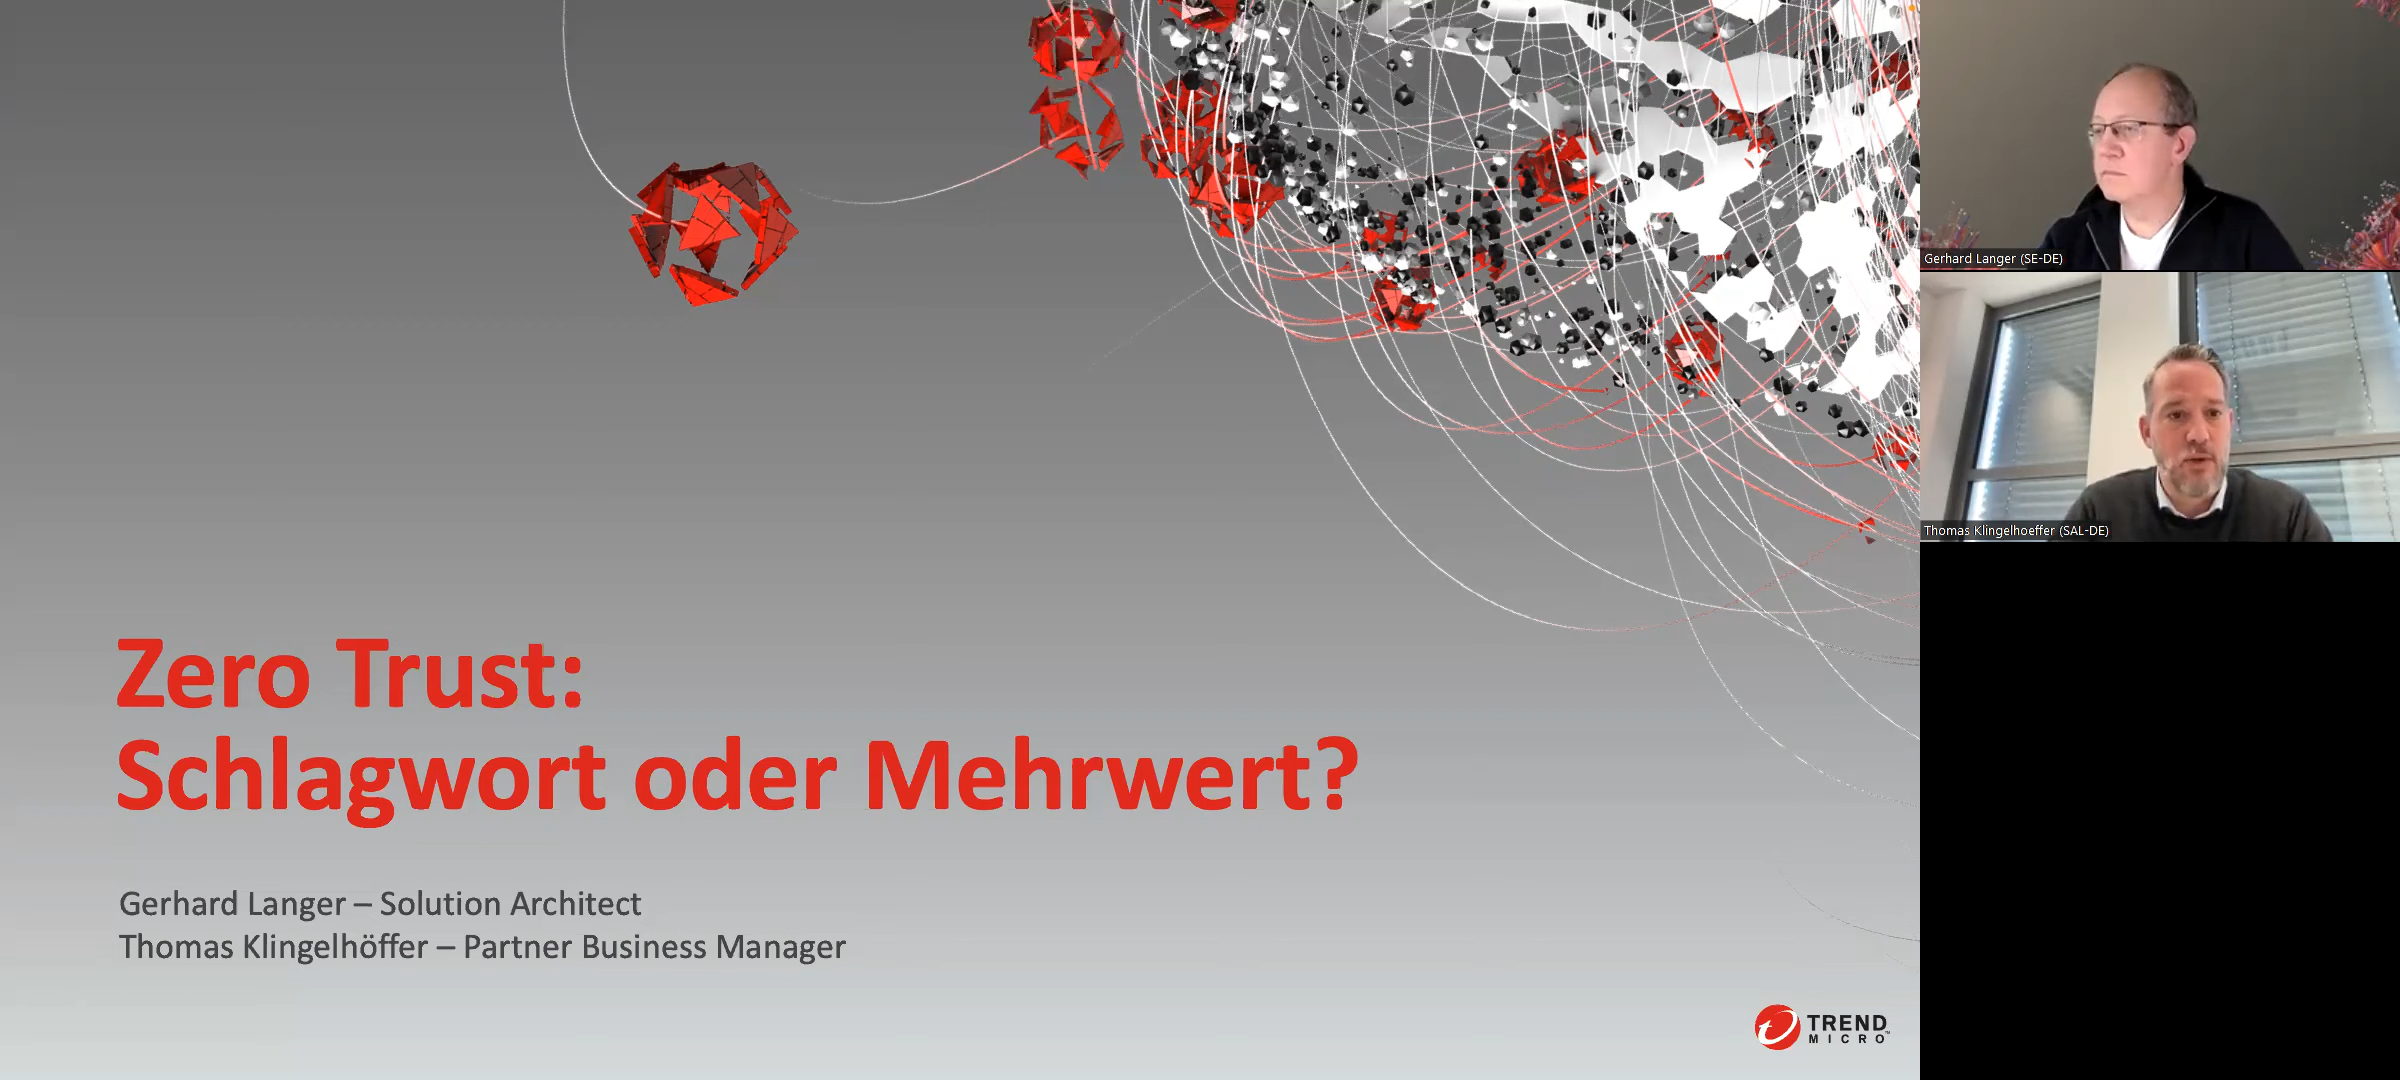 Zero Trust:
Schlagwort oder Mehrwert?
Gerhard Langer – Solution Architect
Thomas Klingelhöffer – Partner Business Manager
TREND
MICRO
Gerhard Langer (SE-DE)
Thomas Klingelhoeffer (SAL-DE)